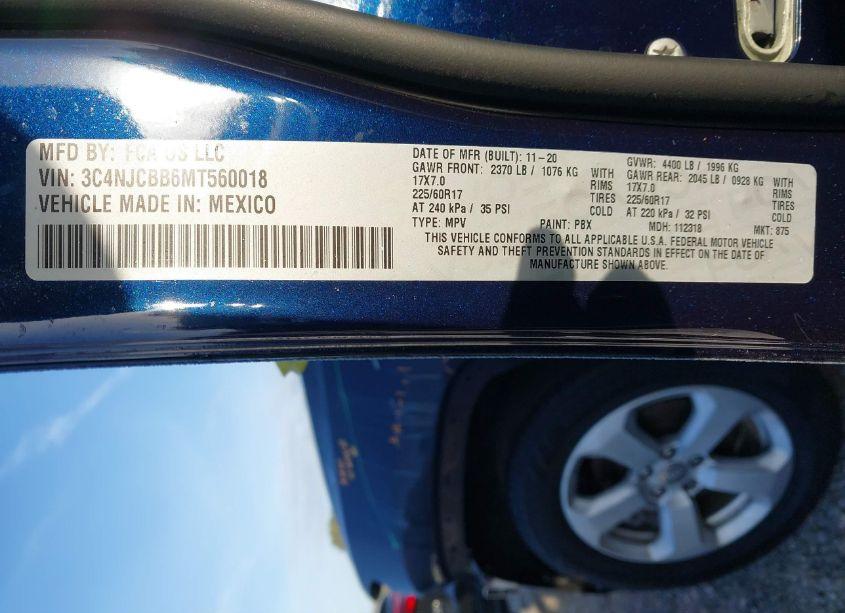 MFD BY: FCA US LLC
VIN: 3C4NJCBB6MT560018
VEHICLE MADE IN: MEXICO
DATE OF MFR (BUILT): 11-20
GVWR: 4400 LB / 1996 KG
GAWR FRONT: 2370 LB / 1076 KG WITH
17X7.0 RIMS
225/60R17 TIRES
AT 240 kPa / 35 PSI COLD
GAWR REAR: 2045 LB / 0928 KG WITH
17X7.0 RIMS
225/60R17 TIRES
AT 220 kPa / 32 PSI COLD
TYPE: MPV PAINT: PBX MDH: 112318 MKT: 875
THIS VEHICLE CONFORMS TO ALL APPLICABLE U.S.A. FEDERAL MOTOR VEHICLE
SAFETY AND THEFT PREVENTION STANDARDS IN EFFECT ON THE DATE OF
MANUFACTURE SHOWN ABOVE.